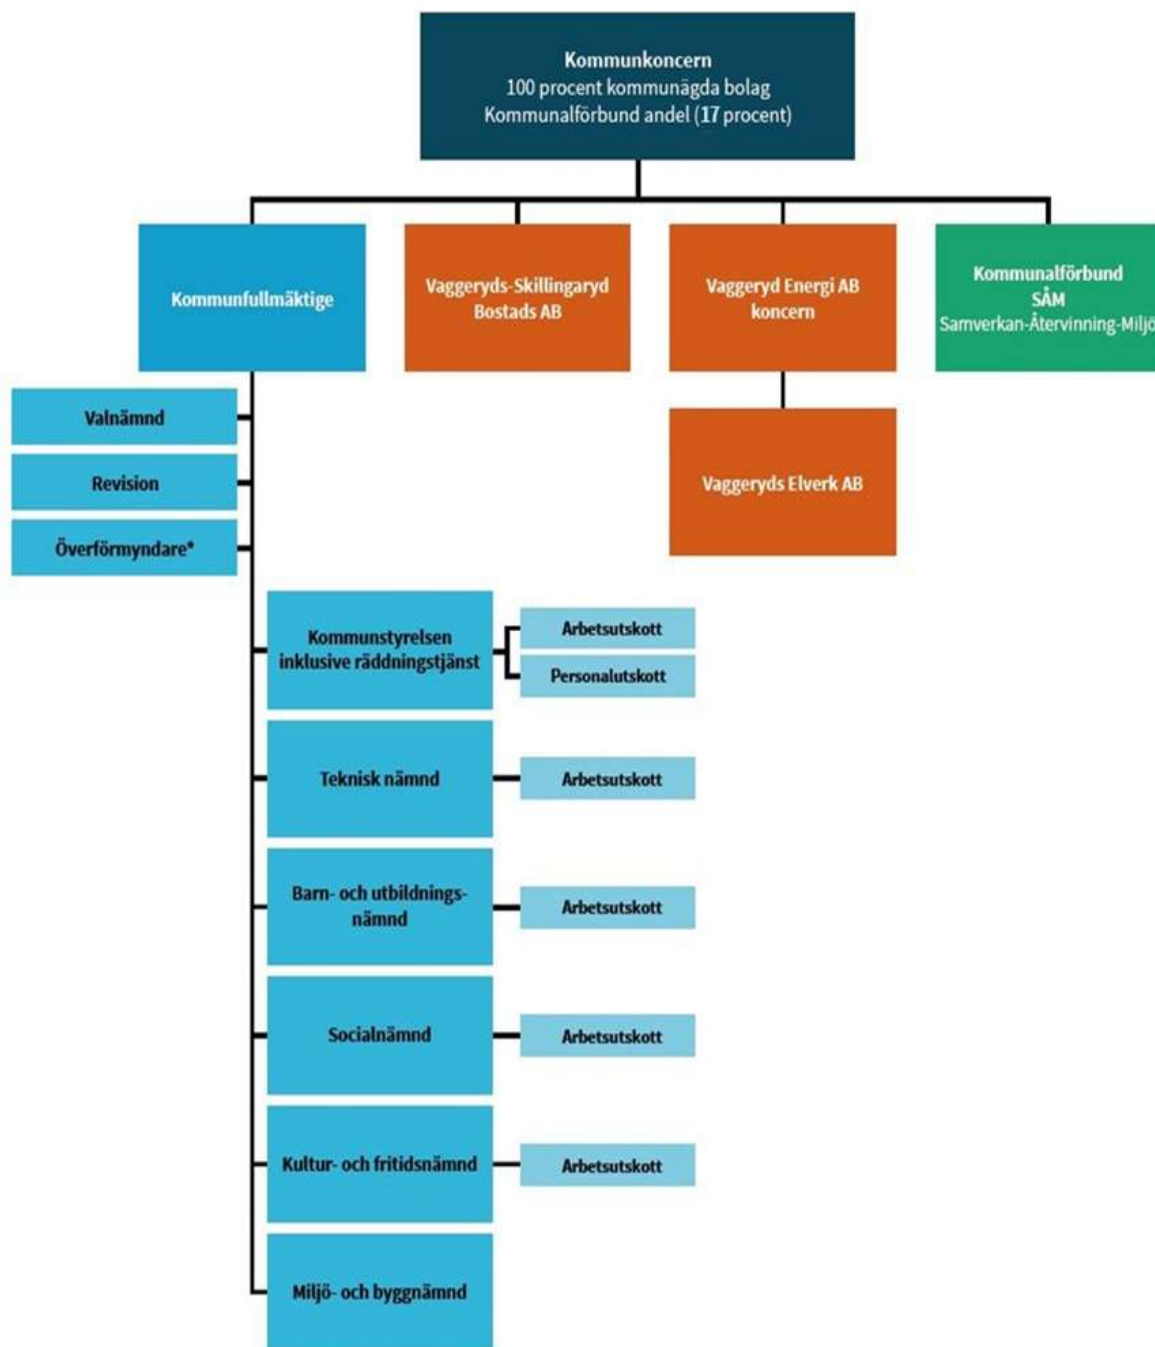 Kommunkoncern
100 procent kommunägda bolag
Kommunalförbund andel (17 procent)
Kommunfullmäktige
Vaggeryds-Skillingaryd
Bostads AB
Vaggeryd Energi AB
koncern
Kommunalförbund
SÅM
Samverkan-Återvinning-Miljö
Vaggeryds Elverk AB
Valnämnd
Revision
Överförmyndare*
Kommunstyrelsen
inklusive räddningstjänst
Arbetsutskott
Personalutskott
Teknisk nämnd
Arbetsutskott
Barn- och utbildnings-
nämnd
Arbetsutskott
Socialnämnd
Arbetsutskott
Kultur- och fritidsnämnd
Arbetsutskott
Miljö- och byggnämnd